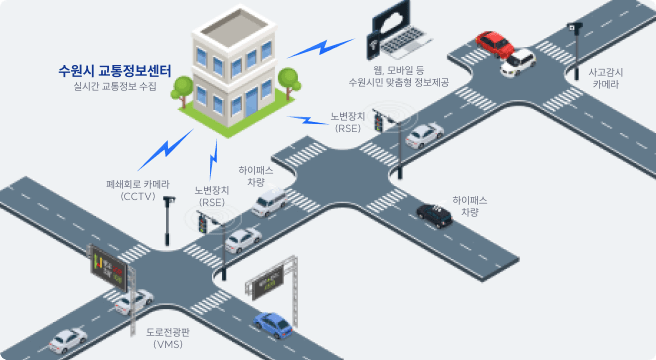 수원시 교통정보센터
실시간 교통정보 수집
웹, 모바일 등
수원시민 맞춤형 정보제공
사고감시
카메라
노변장치
(RSE)
하이패스
차량
폐쇄회로 카메라
(CCTV)
노변장치
(RSE)
하이패스
차량
도로전광판
(VMS)